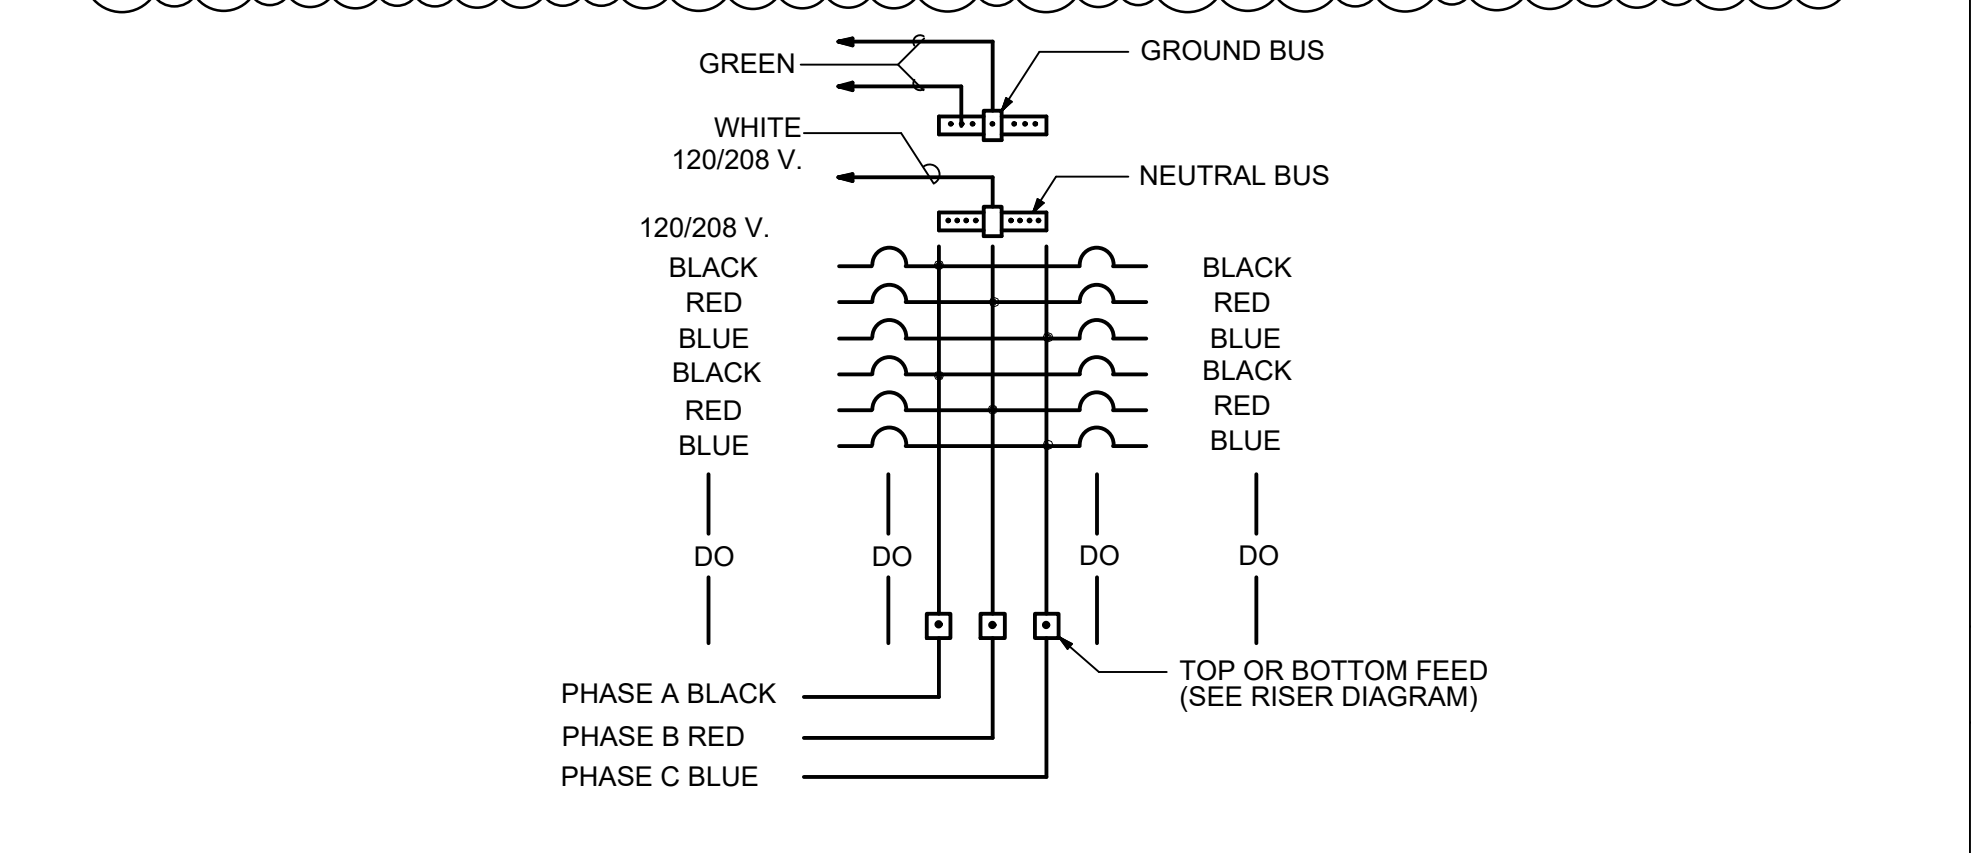 GREEN
GROUND BUS
WHITE
120/208 V.
NEUTRAL BUS
120/208 V.
BLACK
BLACK
RED
RED
BLUE
BLUE
BLACK
BLACK
RED
RED
BLUE
BLUE
DO
DO
DO
DO
TOP OR BOTTOM FEED
(SEE RISER DIAGRAM)
PHASE A BLACK
PHASE B RED
PHASE C BLUE